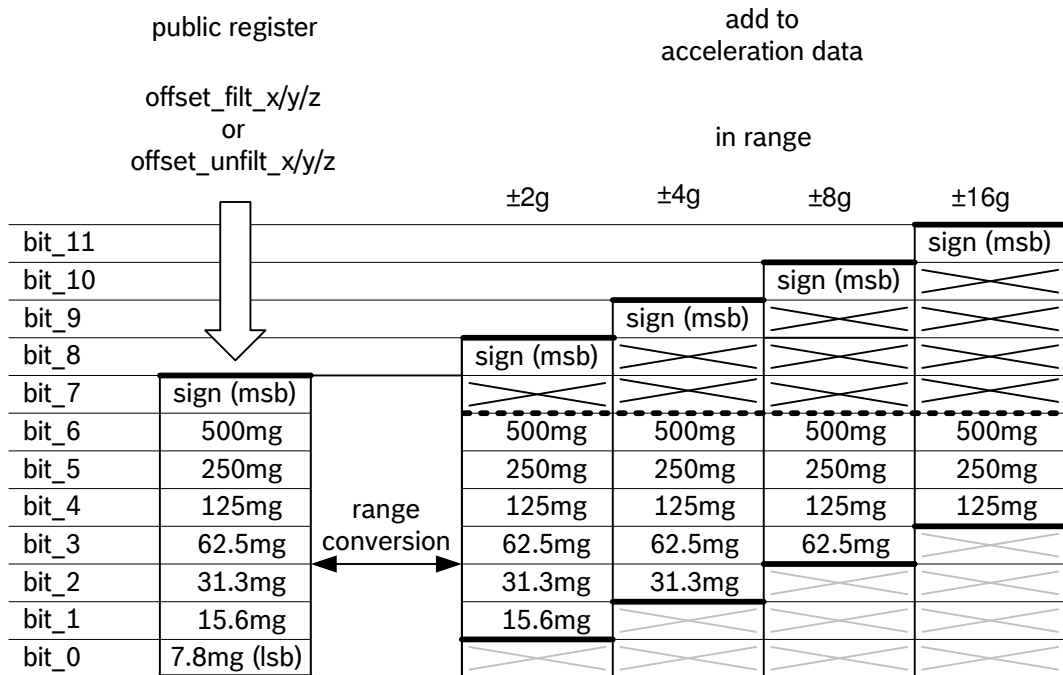 public register
add to
acceleration data
offset_filt_x/y/z
or
offset_unfilt_x/y/z
in range
±2g ±4g ±8g ±16g
bit_11 sign (msb)
bit_10 sign (msb)
bit_9 sign (msb)
bit_8 sign (msb)
bit_7 sign (msb)
bit_6 500mg 500mg 500mg 500mg 500mg
bit_5 250mg 250mg 250mg 250mg 250mg
bit_4 125mg 125mg 125mg 125mg 125mg
range
conversion
bit_3 62.5mg 62.5mg 62.5mg 62.5mg
bit_2 31.3mg 31.3mg 31.3mg
bit_1 15.6mg 15.6mg
bit_0 7.8mg (lsb)